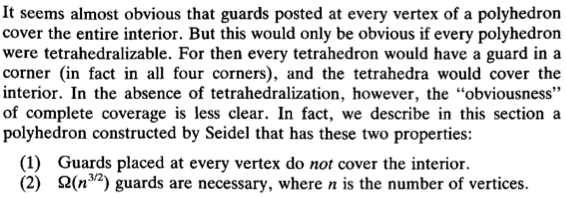 It seems almost obvious that guards posted at every vertex of a polyhedron
cover the entire interior. But this would only be obvious if every polyhedron
were tetrahedralizable. For then every tetrahedron would have a guard in a
corner (in fact in all four corners), and the tetrahedra would cover the
interior. In the absence of tetrahedralization, however, the “obviousness”
of complete coverage is less clear. In fact, we describe in this section a
polyhedron constructed by Seidel that has these two properties:
(1) Guards placed at every vertex do not cover the interior.
(2) Ω(n^{3/2}) guards are necessary, where n is the number of vertices.